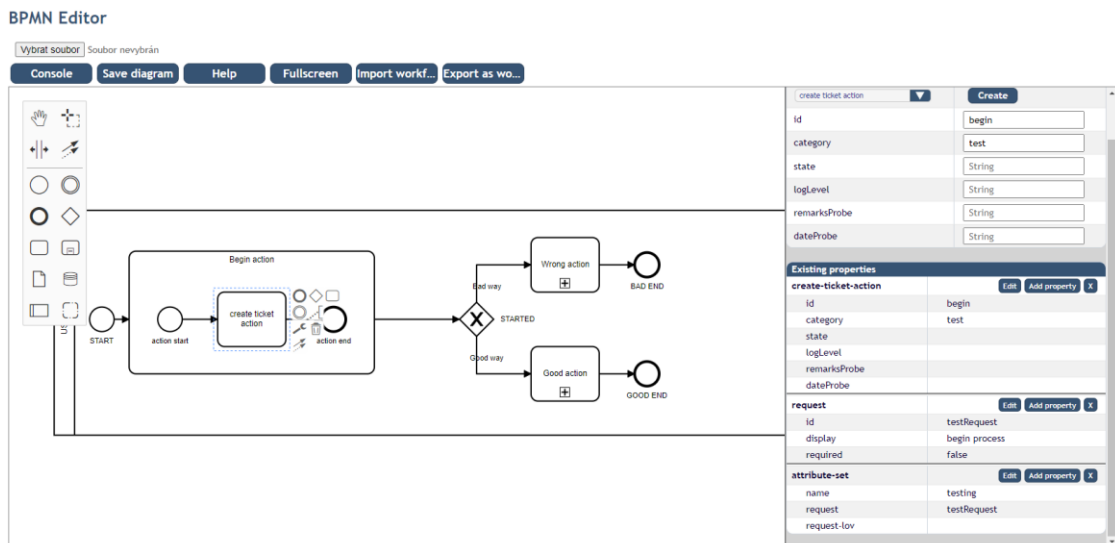 BPMN Editor
Vybrat soubor Soubor nevybrán
Console Save diagram Help Fullscreen Import workf... Export as wo...
create ticket action Create
id begin
category test
state String
logLevel String
remarksProbe String
dateProbe String
Existing properties
create-ticket-action Edit Add property X
id begin
category test
state
logLevel
remarksProbe
dateProbe
request Edit Add property X
id testRequest
display begin process
required false
attribute-set Edit Add property X
name testing
request testRequest
request-lov
START
Begin action
action start
create ticket
action
action end
STARTED
Bad way
Wrong action
BAD END
Good way
Good action
GOOD END